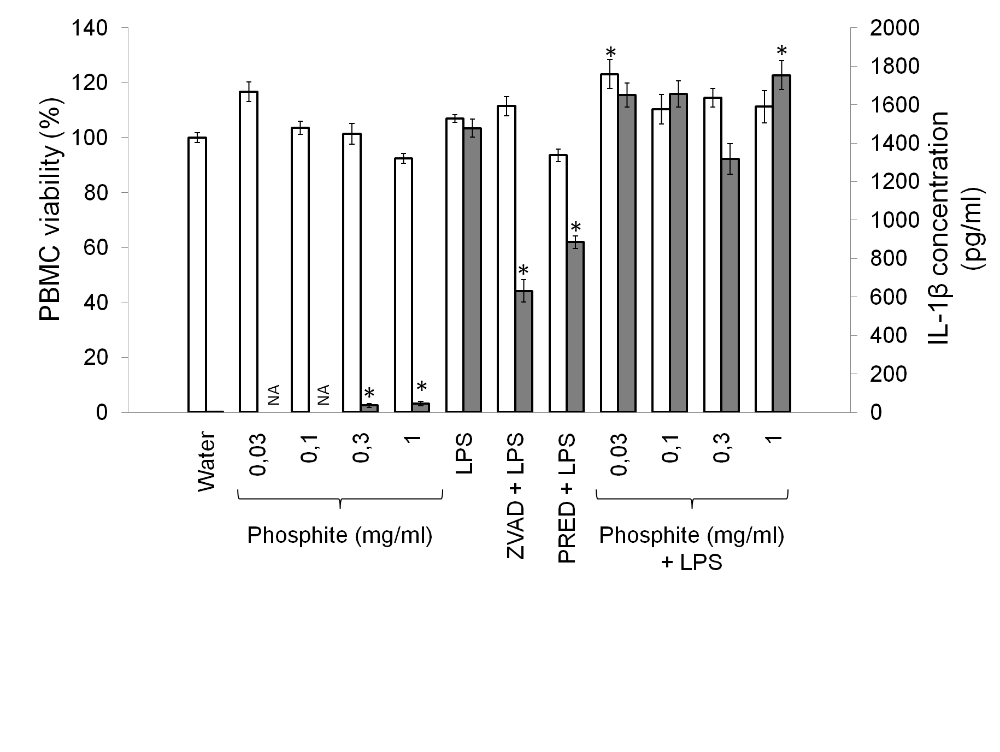 140
120
100
80
60
40
20
0
PBMC viability (%)
2000
1800
1600
1400
1200
1000
800
600
400
200
0
IL-1β concentration
(pg/ml)
NA
NA
*
*
*
*
*
*
Water
0,03
0,1
0,3
1
LPS
ZVAD + LPS
PRED + LPS
0,03
0,1
0,3
1
Phosphite (mg/ml)
Phosphite (mg/ml)
+ LPS